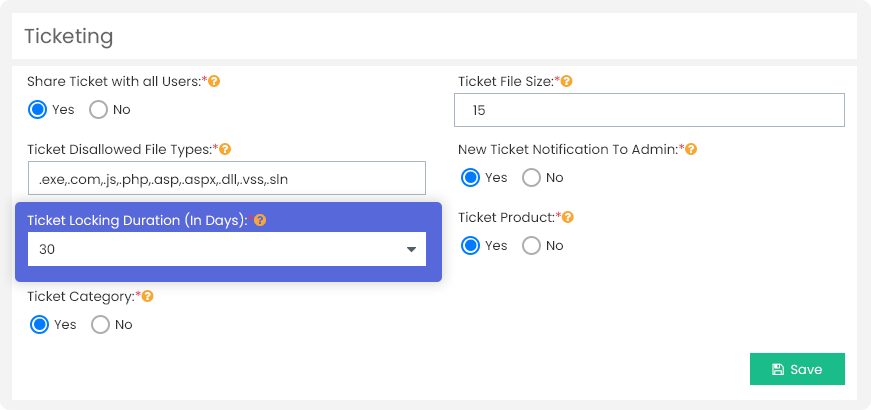 Ticketing
Share Ticket with all Users:*
Yes No
Ticket File Size:*
15
Ticket Disallowed File Types:*
.exe,.com,.js,.php,.asp,.aspx,.dll,.vss,.sln
New Ticket Notification To Admin:*
Yes No
Ticket Locking Duration (In Days):*
30
Ticket Product:*
Yes No
Ticket Category:*
Yes No
Save